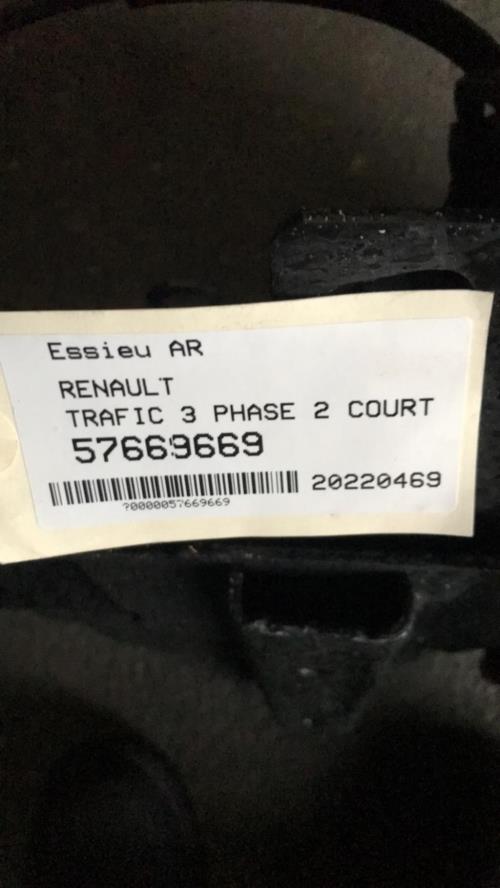 Essieu AR
RENAULT
TRAFIC 3 PHASE 2 COURT
57669669
20220469
?0000057669669